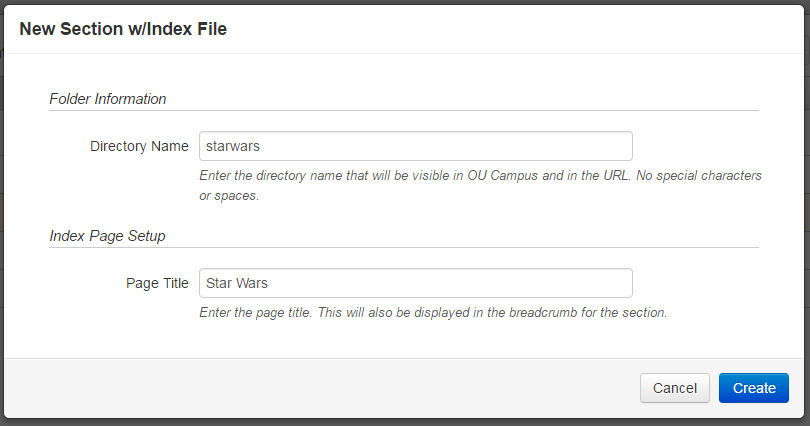 New Section w/Index File
Folder Information
Directory Name starwars
Enter the directory name that will be visible in OU Campus and in the URL. No special characters
or spaces.
Index Page Setup
Page Title Star Wars
Enter the page title. This will also be displayed in the breadcrumb for the section.
Cancel Create